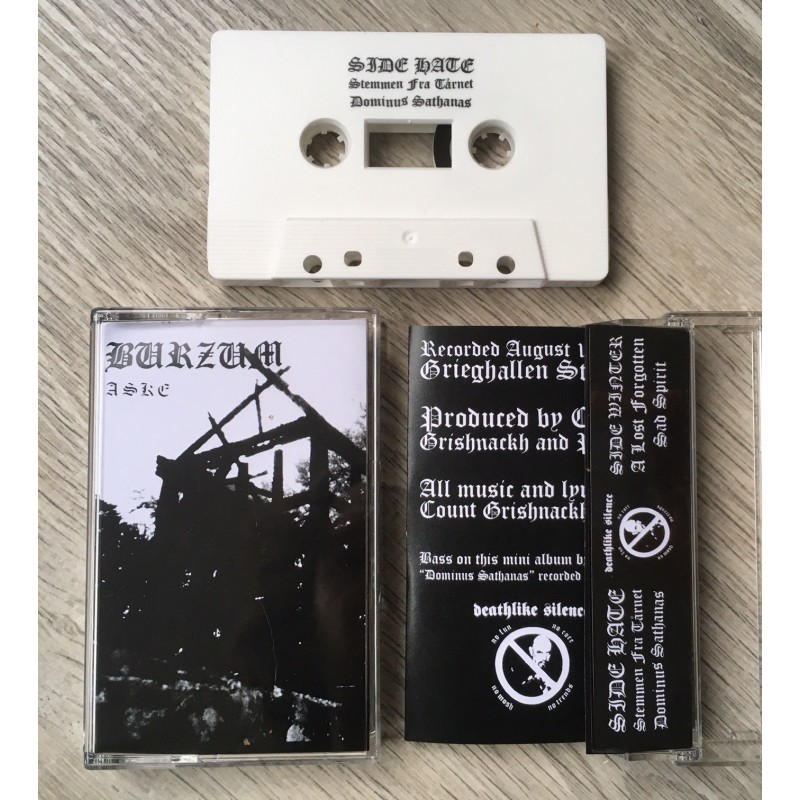 SIDE HATE
Stemmen Fra Tårnet
Dominus Sathanas
BURZUM
ASKE
Recorded August 1
Grieghallen St
Produced by C
Grishnackh and P
All music and lyr
Count Grishnackh
Bass on this mini album b
"Dominus Sathanas" recorded
deathlike silence
no fun
no core
no mosh
no trends
SIDE WINTER
A Lost Forgotten
Sad Spirit
deathlike silence
SIDE HATE
Stemmen Fra Tårnet
Dominus Sathanas